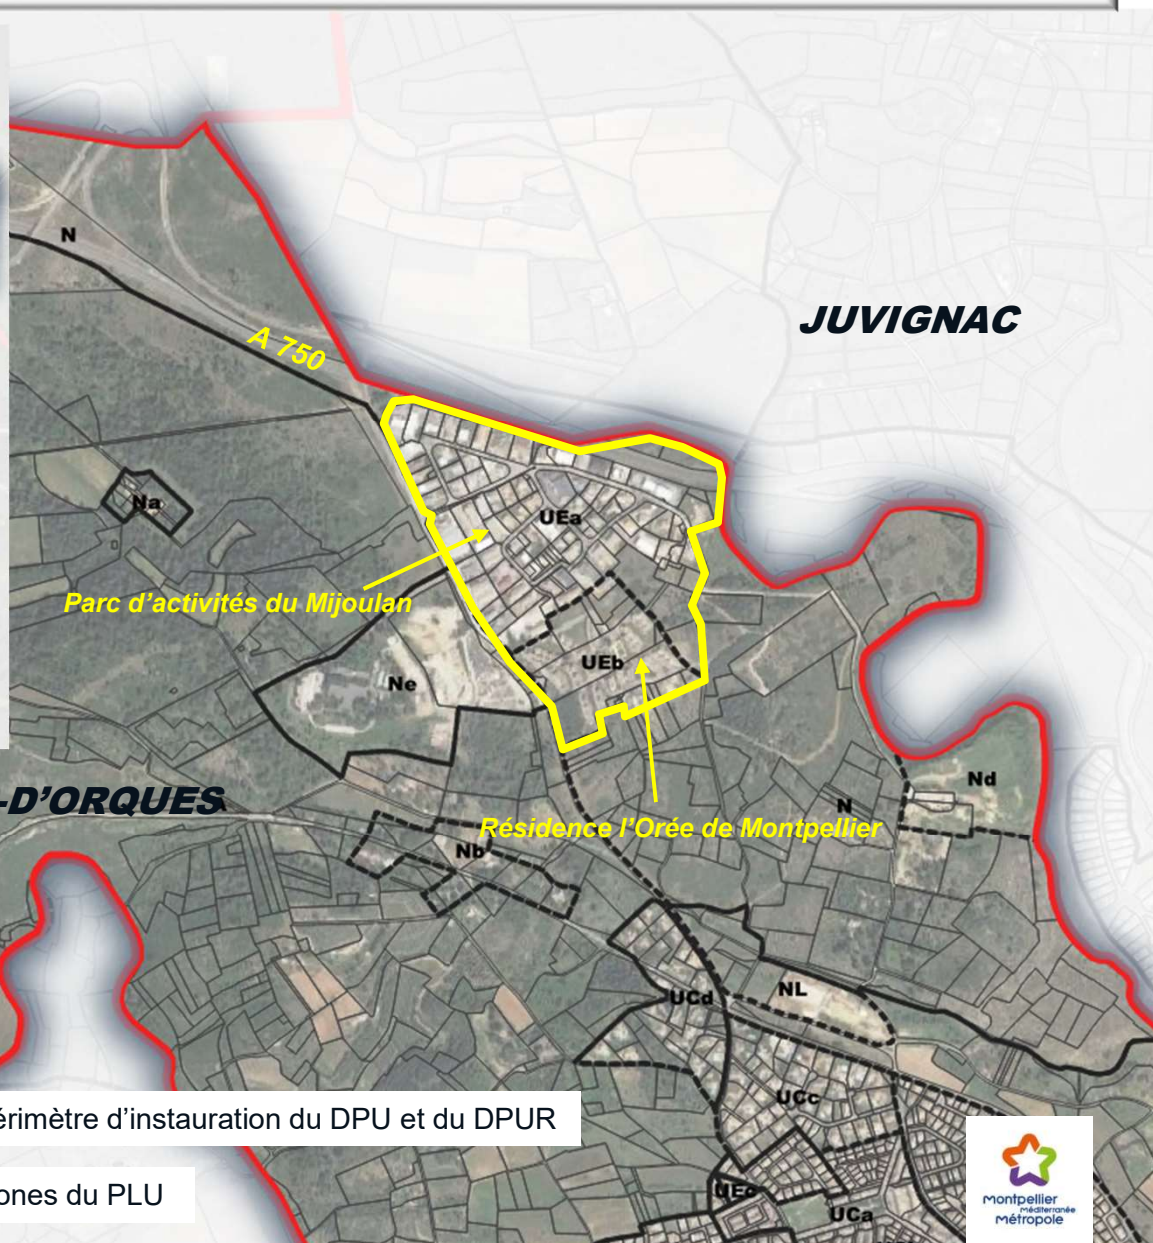 N
JUVIGNAC
A 750
Na
UEa
Parc d’activités du Mijoulan
UEb
Ne
Nd
-D’ORQUES
N
Résidence l’Orée de Montpellier
Nb
NL
UCd
UCc
érimètre d’instauration du DPU et du DPUR
UEc
ones du PLU
UCa
montpellier
méditerranée
métropole